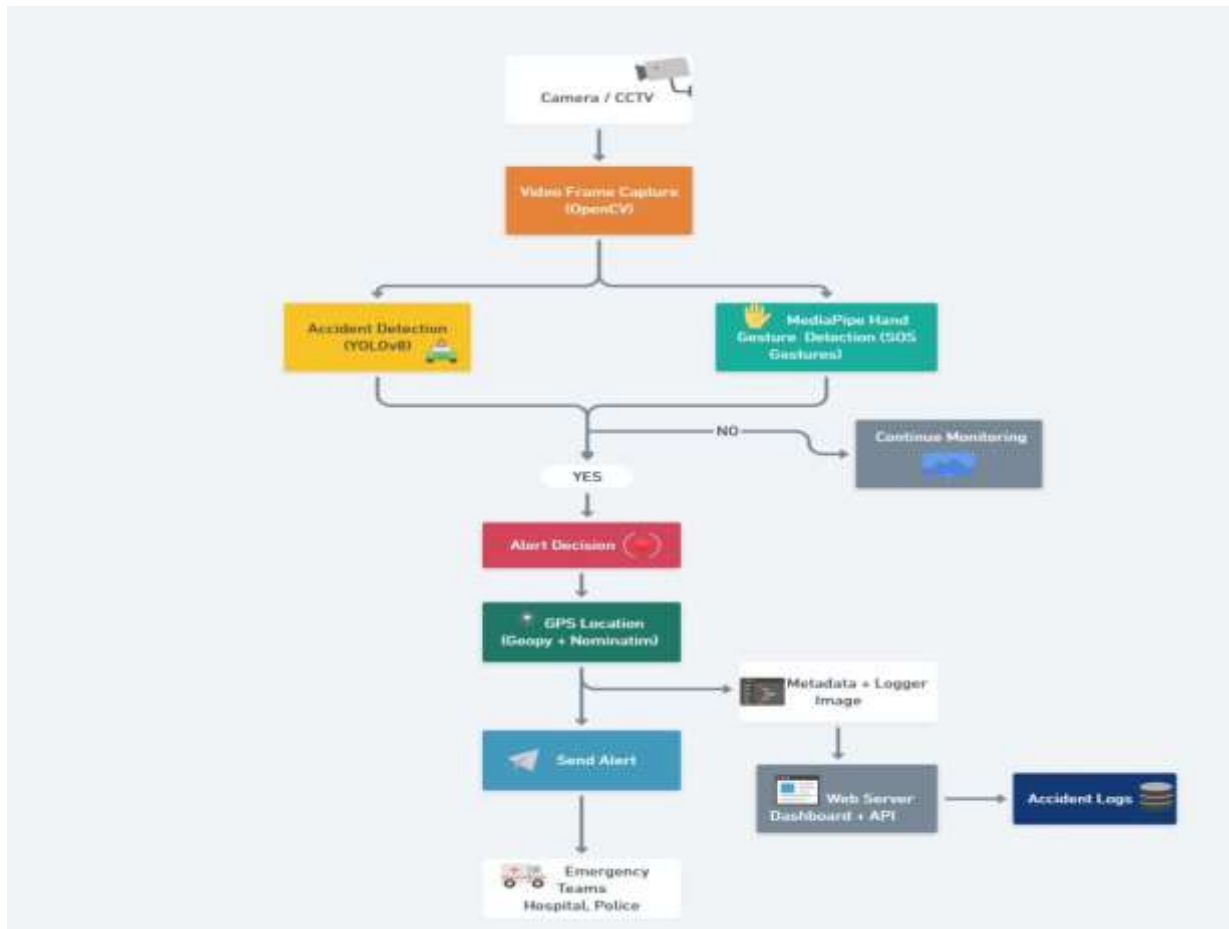 Camera / CCTV
Video Frame Capture
(OpenCV)
Accident Detection
(YOLOv8)
MediaPipe Hand
Gesture Detection (SOS
Gestures)
NO
Continue Monitoring
YES
Alert Decision
GPS Location
(Geopy + Nominatim)
Metadata + Logger
Image
Send Alert
Web Server
Dashboard + API
Accident Logs
Emergency
Teams
Hospital, Police